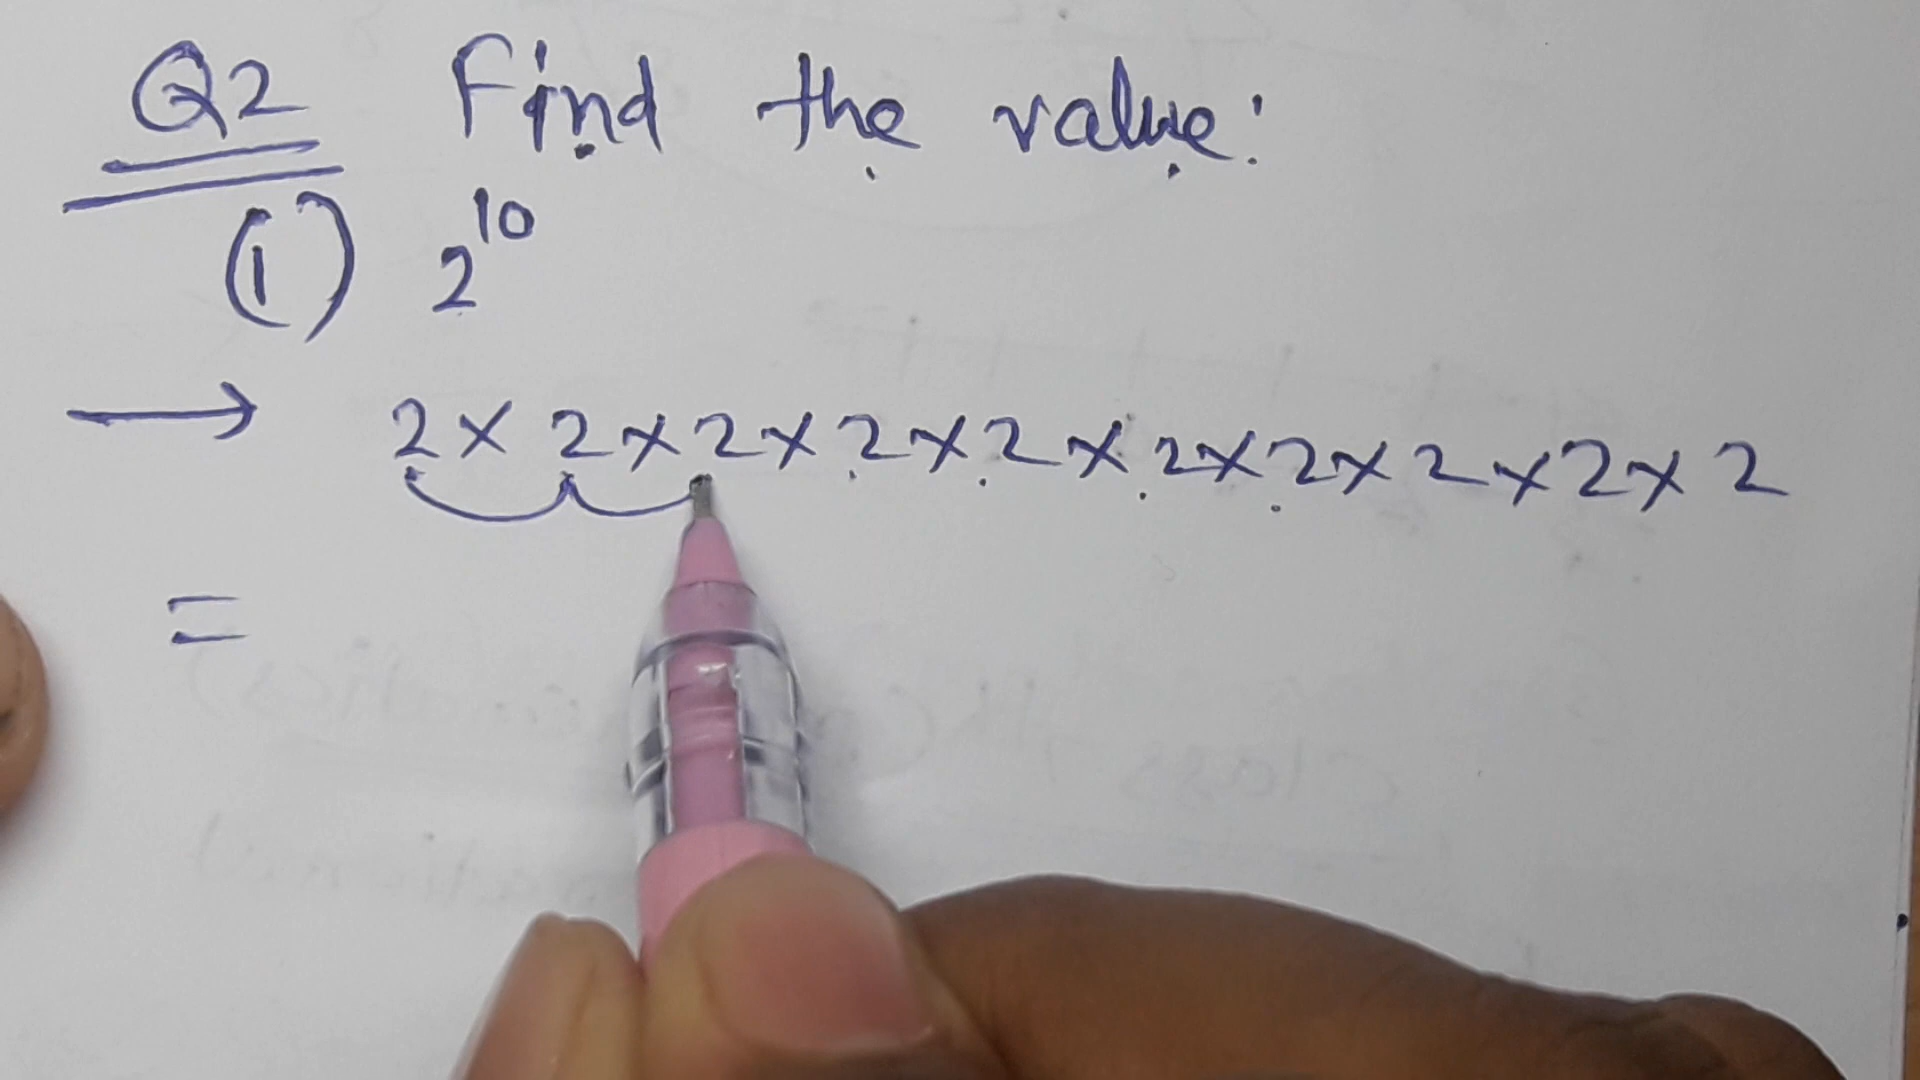 Q2 Find the value:
(1) 2^10
→ 2 × 2 × 2 × 2 × 2 × 2 × 2 × 2 × 2 × 2
=